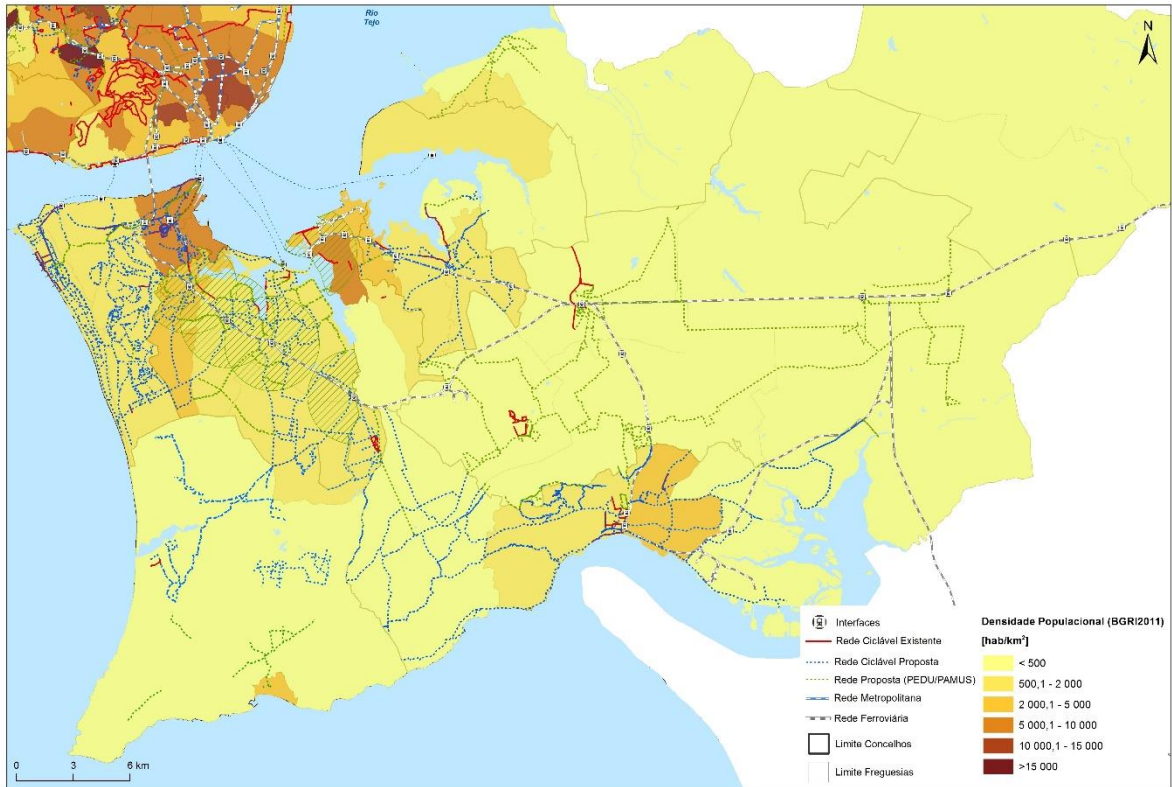 Rio
Tejo
N
Interfaces
Rede Ciclável Existente
Rede Ciclável Proposta
Rede Proposta (PEDU/PAMUS)
Rede Metropolitana
Rede Ferroviária
Limite Concelhos
Limite Freguesias
Densidade Populacional (BGRI2011)
[hab/km²]
< 500
500,1 - 2 000
2 000,1 - 5 000
5 000,1 - 10 000
10 000,1 - 15 000
>15 000
0 3 6 km